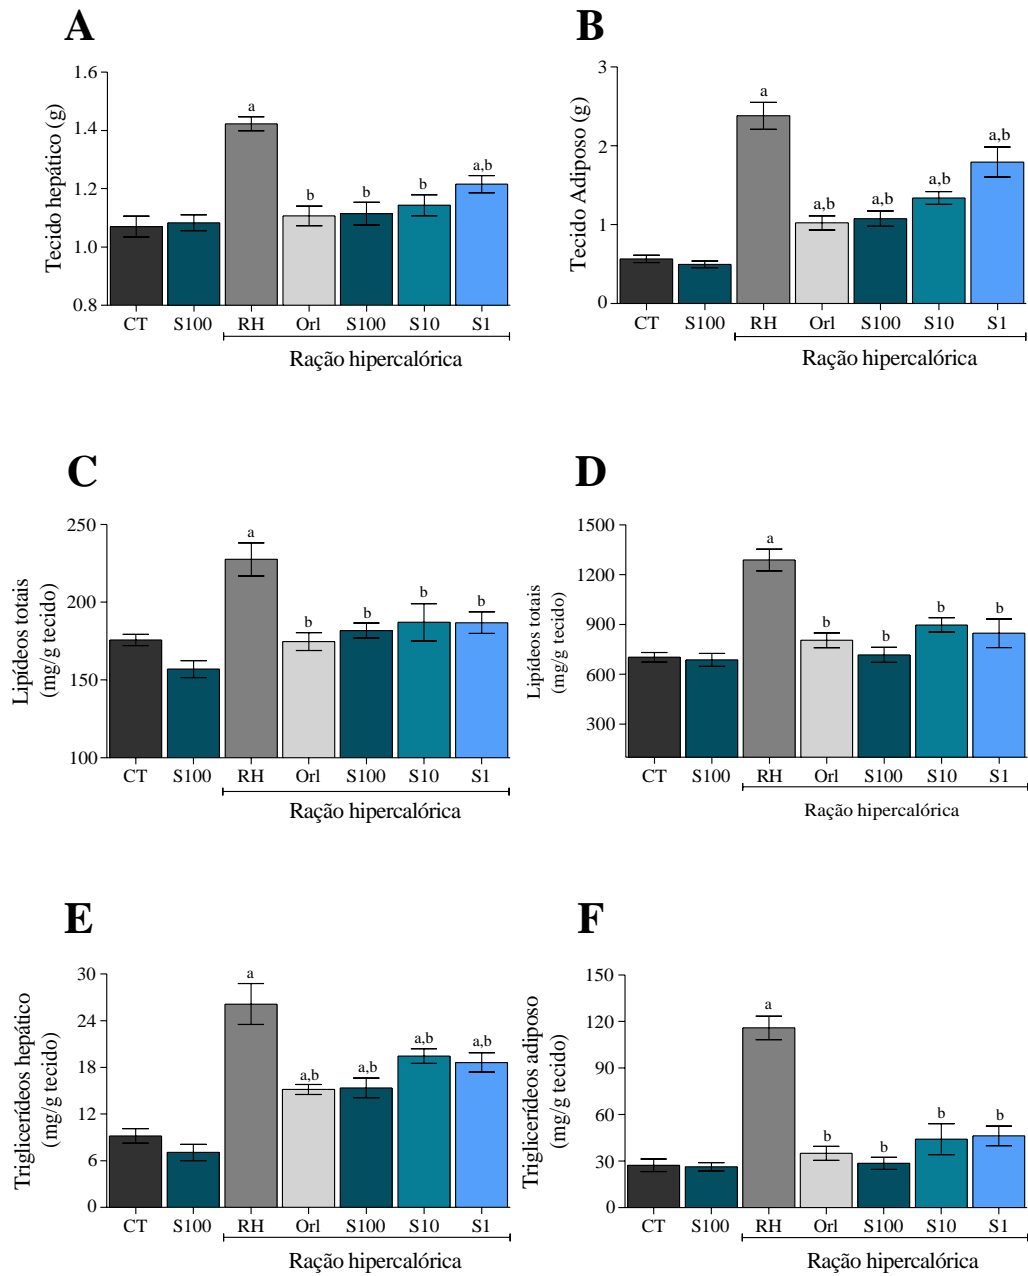 A
Tecido hepático (g)
1.6
1.4
1.2
1.0
0.8
a
b
b
b
a,b
CT S100 RH Orl S100 S10 S1
Ração hipercalórica
B
Tecido Adiposo (g)
3
2
1
0
a
a,b
a,b
a,b
a,b
CT S100 RH Orl S100 S10 S1
Ração hipercalórica
C
Lipídeos totais
(mg/g tecido)
250
200
150
100
a
b
b
b
b
CT S100 RH Orl S100 S10 S1
Ração hipercalórica
D
Lipídeos totais
(mg/g tecido)
1500
1200
900
600
300
a
b
b
b
b
CT S100 RH Orl S100 S10 S1
Ração hipercalórica
E
Triglicerídeos hepático
(mg/g tecido)
30
24
18
12
6
0
a
a,b
a,b
a,b
a,b
CT S100 RH Orl S100 S10 S1
Ração hipercalórica
F
Triglicerídeos adiposo
(mg/g tecido)
150
120
90
60
30
0
a
b
b
b
b
CT S100 RH Orl S100 S10 S1
Ração hipercalórica